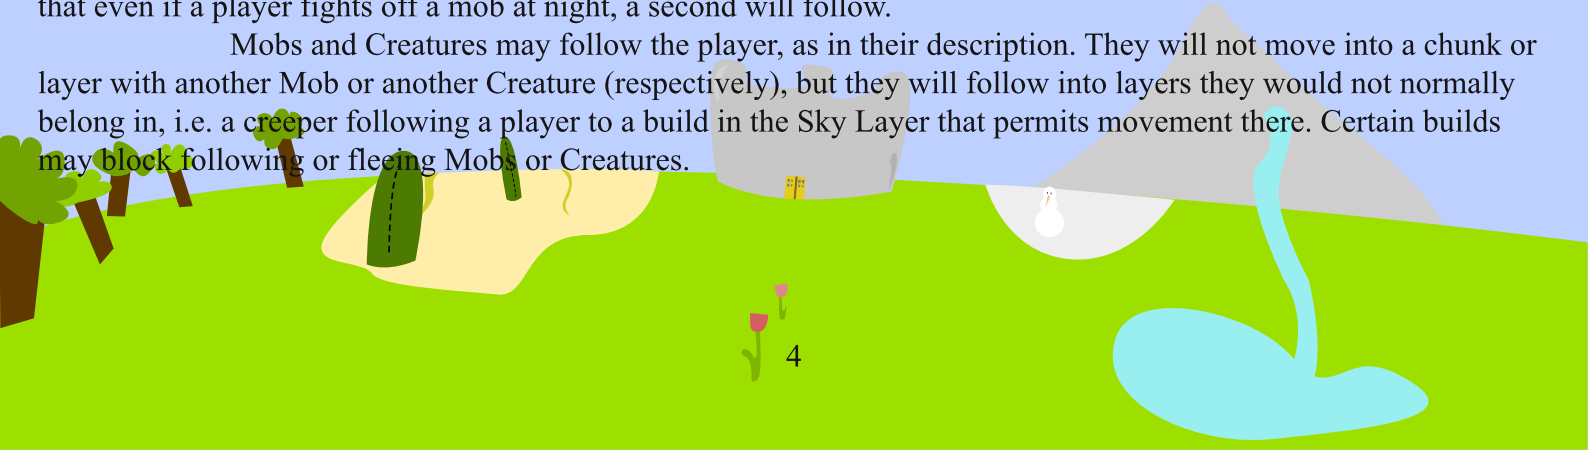 that even if a player fights off a mob at night, a second will follow.
Mobs and Creatures may follow the player, as in their description. They will not move into a chunk or
layer with another Mob or another Creature (respectively), but they will follow into layers they would not normally
belong in, i.e. a creeper following a player to a build in the Sky Layer that permits movement there. Certain builds
may block following or fleeing Mobs or Creatures.
4